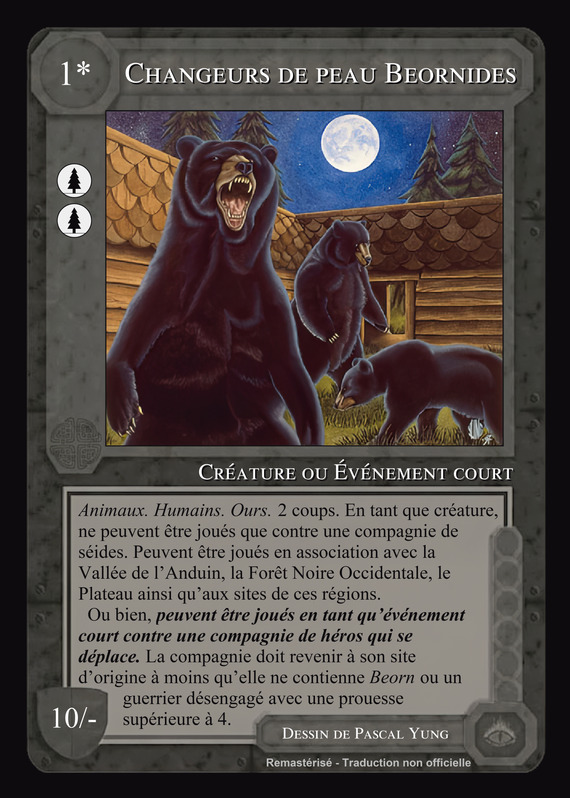 1*
CHANGEURS DE PEAU BEORNIDES
CRÉATURE OU ÉVÉNEMENT COURT
Animaux. Humains. Ours. 2 coups. En tant que créature,
ne peuvent être joués que contre une compagnie de
séides. Peuvent être joués en association avec la
Vallée de l'Anduin, la Forêt Noire Occidentale, le
Plateau ainsi qu'aux sites de ces régions.
Ou bien, peuvent être joués en tant qu'événement
court contre une compagnie de héros qui se
déplace. La compagnie doit revenir à son site
d'origine à moins qu'elle ne contienne Beorn ou un
guerrier désengagé avec une prouesse
supérieure à 4.
10/-
DESSIN DE PASCAL YUNG
Remastérisé - Traduction non officielle